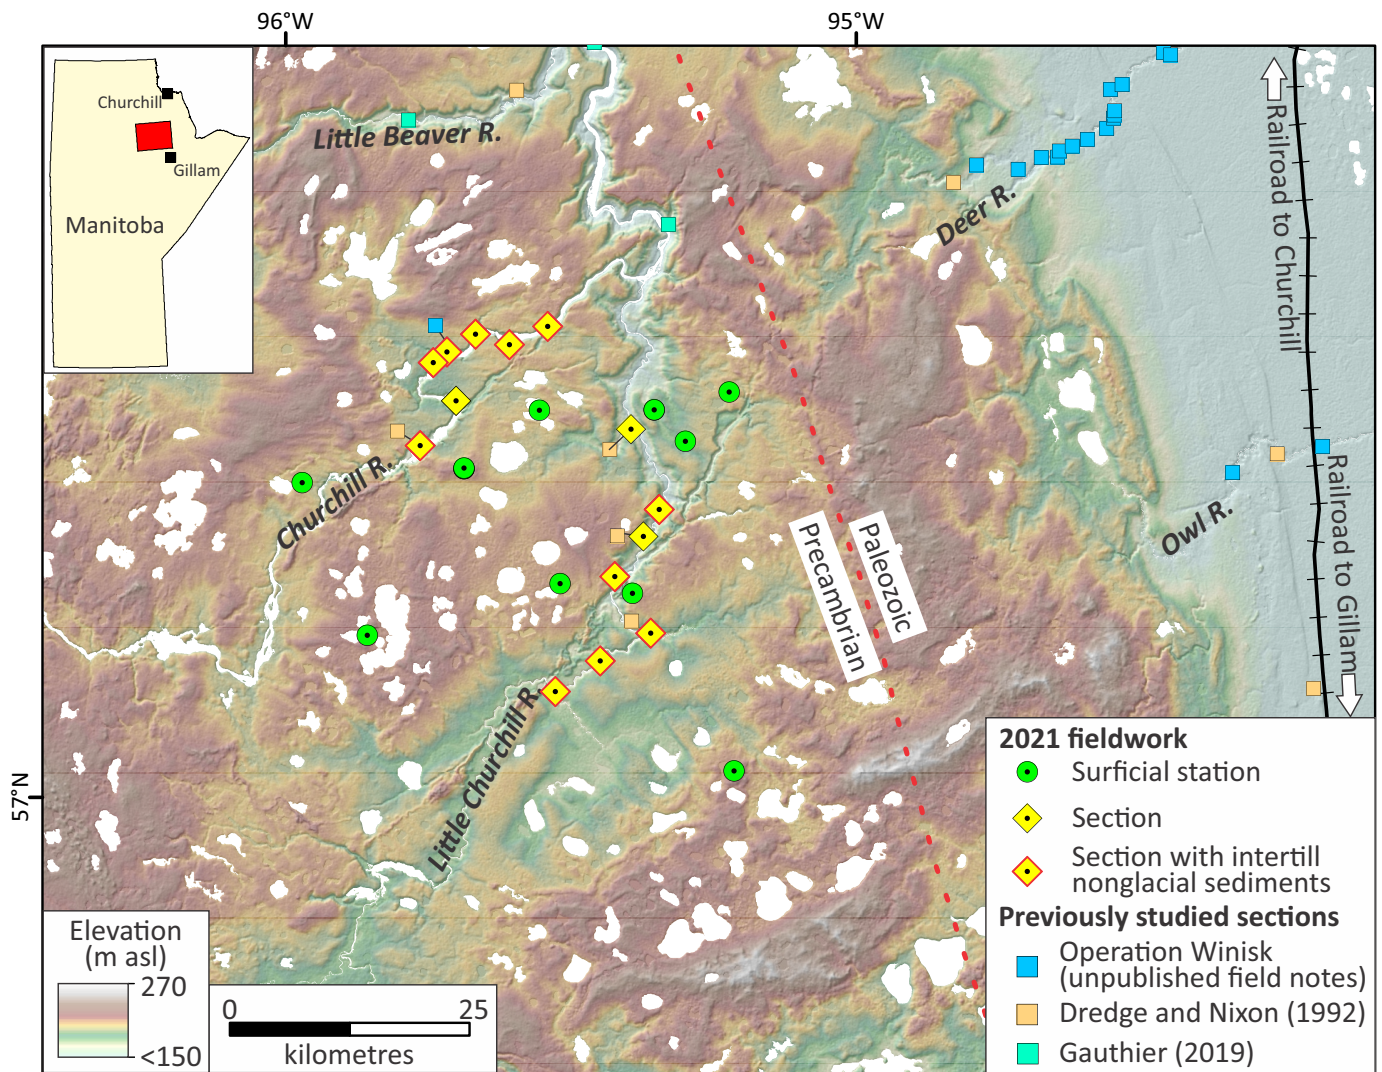 96°W
95°W
Churchill
Gillam
Manitoba
Little Beaver R.
Deer R.
Railroad to Churchill
Churchill R.
Owl R.
Railroad to Gillam
Precambrian
Paleozoic
Little Churchill R.
57°N
2021 fieldwork
Surficial station
Section
Section with intertill
nonglacial sediments
Previously studied sections
Operation Winisk
(unpublished field notes)
Dredge and Nixon (1992)
Gauthier (2019)
Elevation
(m asl)
270
<150
0
25
kilometres